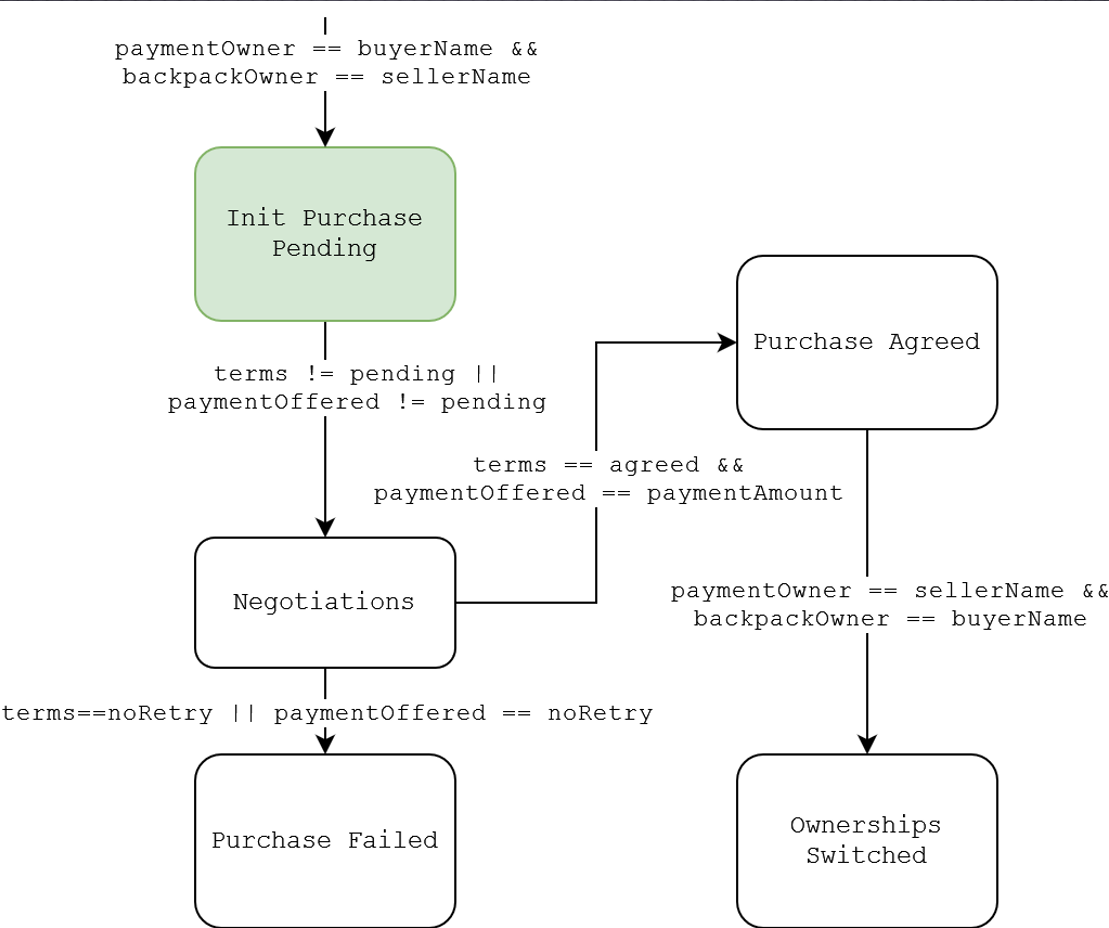 paymentOwner == buyerName &&
backpackOwner == sellerName
Init Purchase
Pending
terms != pending ||
paymentOffered != pending
Purchase Agreed
terms == agreed &&
paymentOffered == paymentAmount
Negotiations
paymentOwner == sellerName &&
backpackOwner == buyerName
terms==noRetry || paymentOffered == noRetry
Purchase Failed
Ownerships
Switched